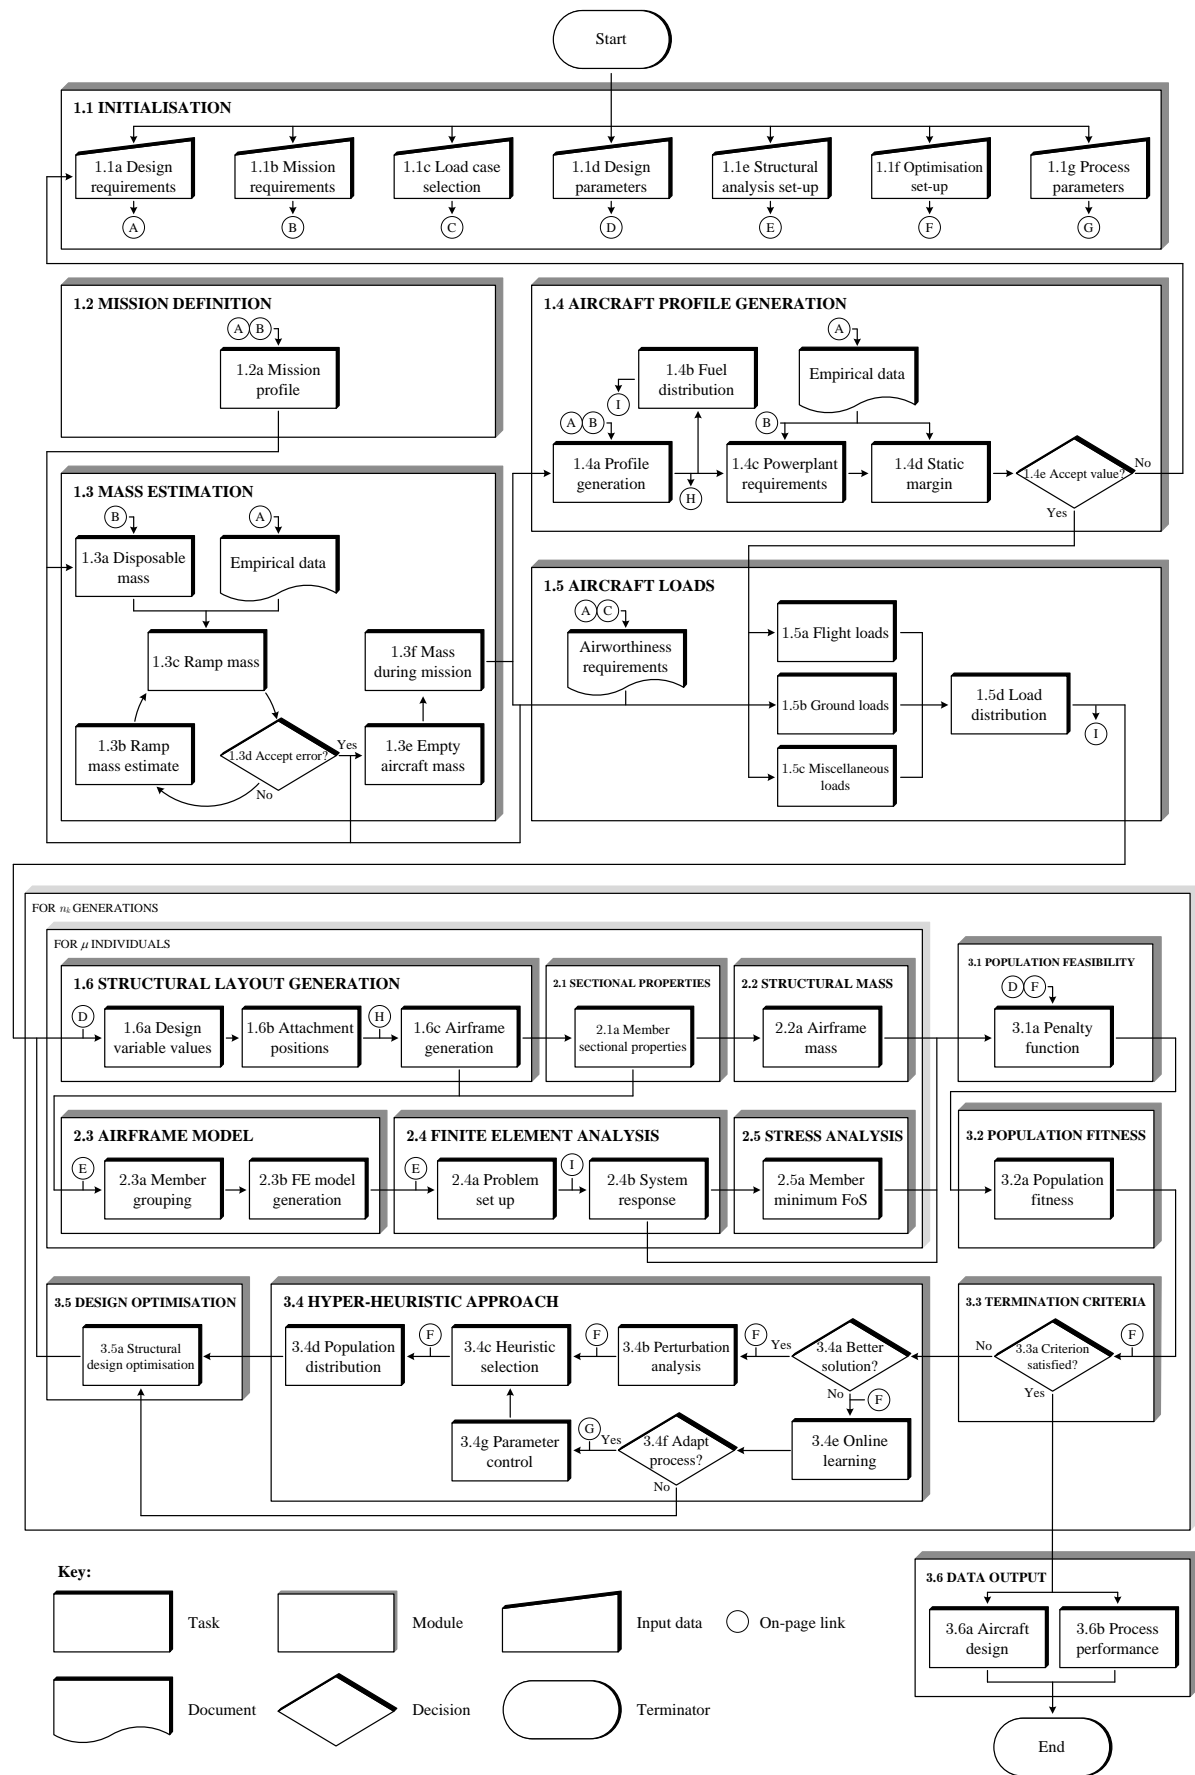 Start
1.1 INITIALISATION
1.1a Design
requirements
1.1b Mission
requirements
1.1c Load case
selection
1.1d Design
parameters
1.1e Structural
analysis set-up
1.1f Optimisation
set-up
1.1g Process
parameters
A
B
C
D
E
F
G
1.2 MISSION DEFINITION
A B
1.2a Mission
profile
1.3 MASS ESTIMATION
B
A
1.3a Disposable
mass
Empirical data
1.3c Ramp mass
1.3f Mass
during mission
1.3b Ramp
mass estimate
1.3d Accept error?
Yes
No
1.3e Empty
aircraft mass
1.4 AIRCRAFT PROFILE GENERATION
A
1.4b Fuel
distribution
Empirical data
I
A B
B
1.4a Profile
generation
H
1.4c Powerplant
requirements
1.4d Static
margin
1.4e Accept value?
No
Yes
1.5 AIRCRAFT LOADS
A C
Airworthiness
requirements
1.5a Flight loads
1.5b Ground loads
1.5c Miscellaneous
loads
1.5d Load
distribution
I
FOR nk GENERATIONS
FOR μ INDIVIDUALS
1.6 STRUCTURAL LAYOUT GENERATION
D
1.6a Design
variable values
1.6b Attachment
positions
H
1.6c Airframe
generation
2.1 SECTIONAL PROPERTIES
2.1a Member
sectional properties
2.2 STRUCTURAL MASS
2.2a Airframe
mass
3.1 POPULATION FEASIBILITY
D F
3.1a Penalty
function
2.3 AIRFRAME MODEL
E
2.3a Member
grouping
2.3b FE model
generation
2.4 FINITE ELEMENT ANALYSIS
E
2.4a Problem
set up
I
2.4b System
response
2.5 STRESS ANALYSIS
2.5a Member
minimum FoS
3.2 POPULATION FITNESS
3.2a Population
fitness
3.5 DESIGN OPTIMISATION
3.5a Structural
design optimisation
3.4 HYPER-HEURISTIC APPROACH
3.4d Population
distribution
F
3.4c Heuristic
selection
F
3.4b Perturbation
analysis
F
Yes
3.4a Better
solution?
No
F
3.4g Parameter
control
G
Yes
3.4f Adapt
process?
No
3.4e Online
learning
3.3 TERMINATION CRITERIA
No
3.3a Criterion
satisfied?
F
Yes
3.6 DATA OUTPUT
3.6a Aircraft
design
3.6b Process
performance
End
Key:
Task
Module
Input data
On-page link
Document
Decision
Terminator